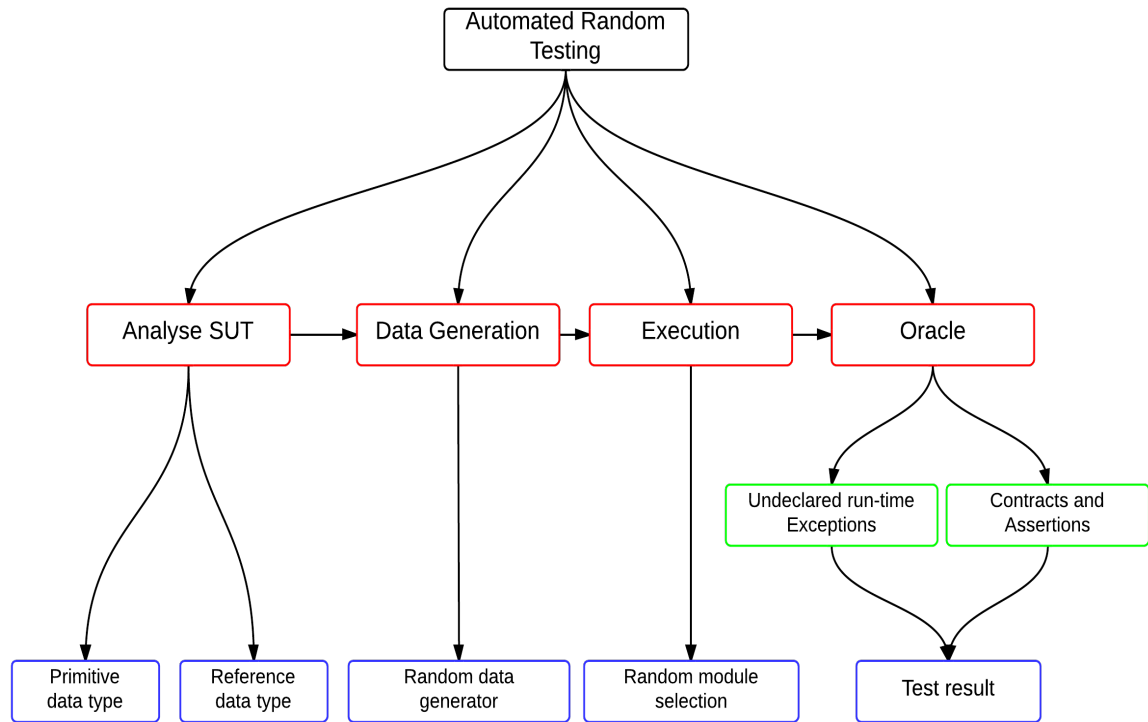 Automated Random
Testing
Analyse SUT
Data Generation
Execution
Oracle
Undeclared run-time
Exceptions
Contracts and
Assertions
Primitive
data type
Reference
data type
Random data
generator
Random module
selection
Test result